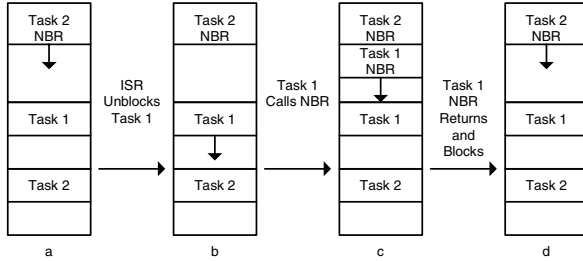 Task 2
NBR
Task 1
Task 2
a
ISR
Unblocks
Task 1
Task 2
NBR
Task 1
Task 2
b
Task 1
Calls NBR
Task 2
NBR
Task 1
NBR
Task 1
Task 2
c
Task 1
NBR
Returns
and
Blocks
Task 2
NBR
Task 1
Task 2
d